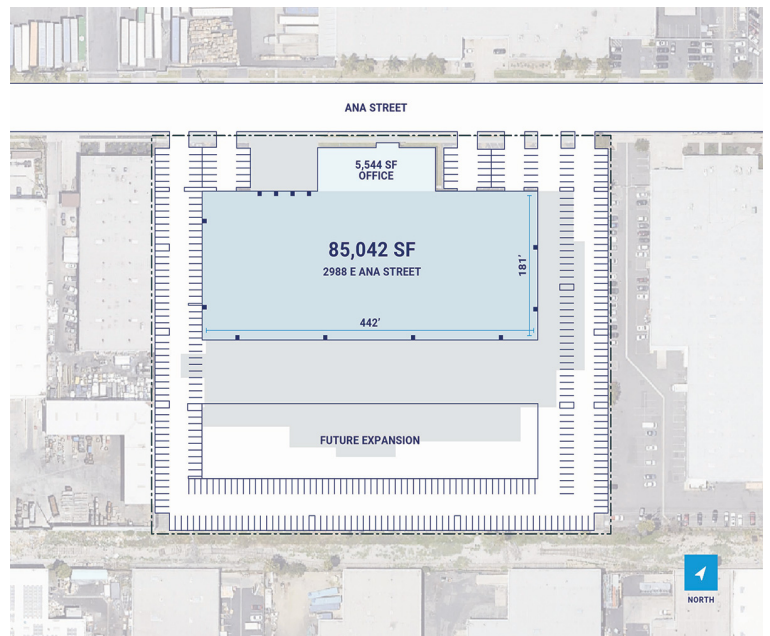 ANA STREET
5,544 SF
OFFICE
85,042 SF
2988 E ANA STREET
181'
442'
FUTURE EXPANSION
NORTH